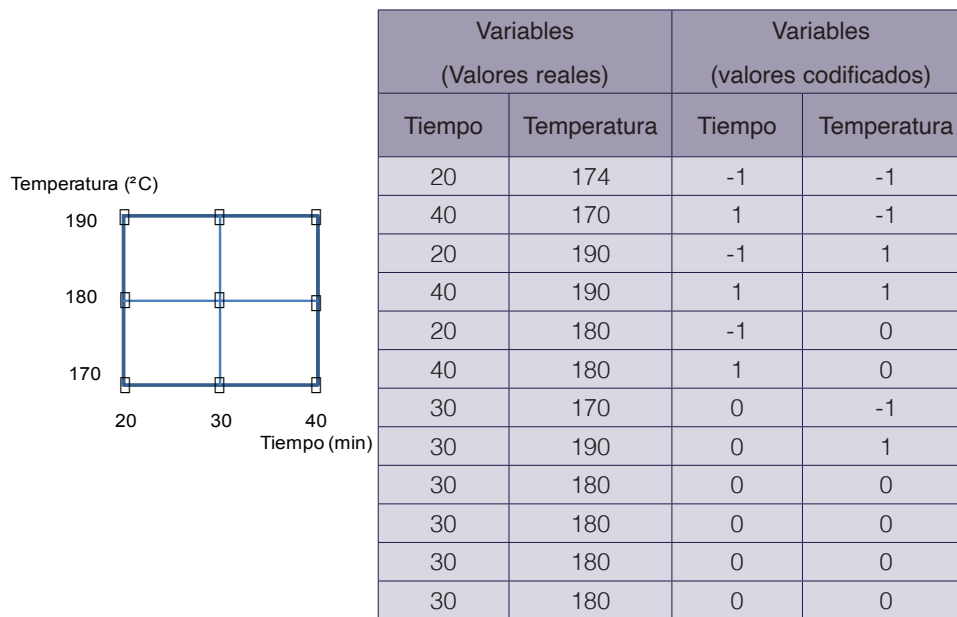 Temperatura (ºC)
190
180
170
20 30 40
Tiempo (min)
Variables Variables
(Valores reales) (valores codificados)
Tiempo Temperatura Tiempo Temperatura
20 174 -1 -1
40 170 1 -1
20 190 -1 1
40 190 1 1
20 180 -1 0
40 180 1 0
30 170 0 -1
30 190 0 1
30 180 0 0
30 180 0 0
30 180 0 0
30 180 0 0